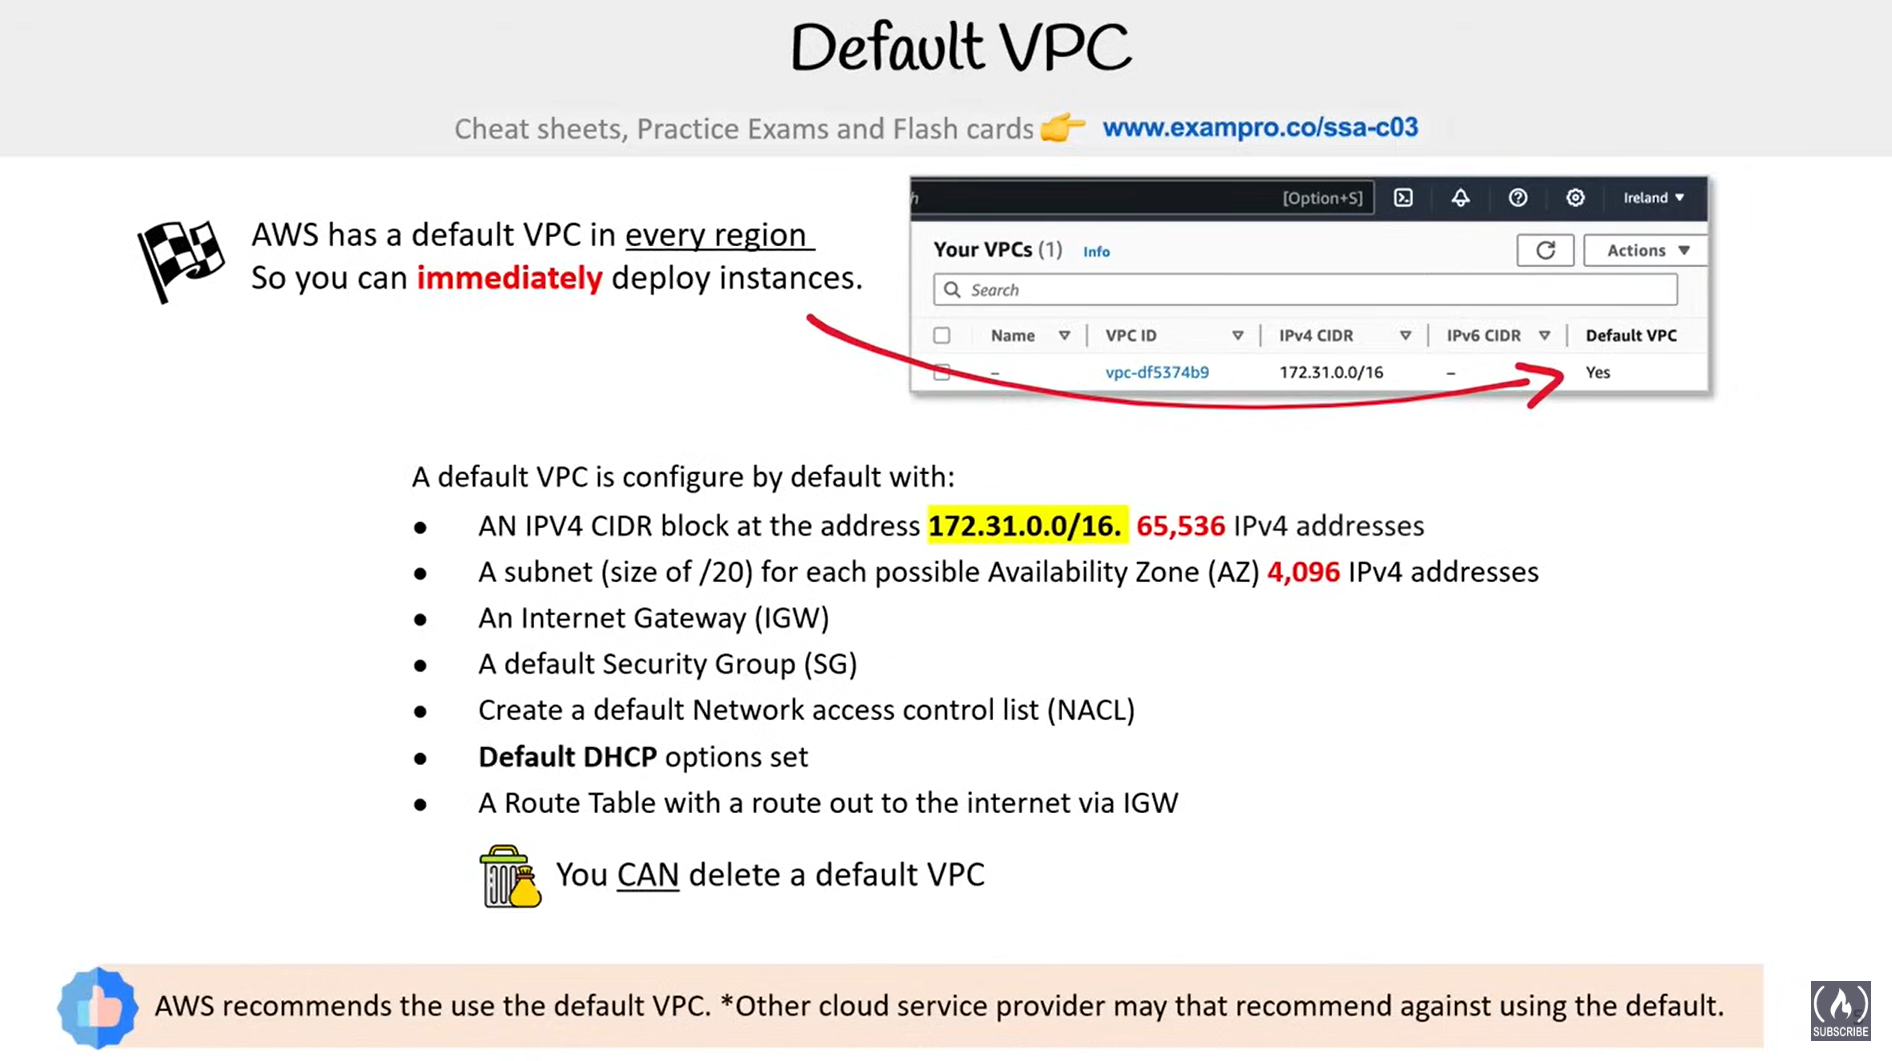 Default VPC
Cheat sheets, Practice Exams and Flash cards www.exampro.co/ssa-c03
AWS has a default VPC in every region
So you can immediately deploy instances.
h [Option+S] Ireland
Your VPCs (1) Info Actions
Search
Name VPC ID IPv4 CIDR IPv6 CIDR Default VPC
– vpc-df5374b9 172.31.0.0/16 – Yes
A default VPC is configure by default with:
● AN IPV4 CIDR block at the address 172.31.0.0/16. 65,536 IPv4 addresses
● A subnet (size of /20) for each possible Availability Zone (AZ) 4,096 IPv4 addresses
● An Internet Gateway (IGW)
● A default Security Group (SG)
● Create a default Network access control list (NACL)
● Default DHCP options set
● A Route Table with a route out to the internet via IGW
You CAN delete a default VPC
AWS recommends the use the default VPC. *Other cloud service provider may that recommend against using the default.
SUBSCRIBE